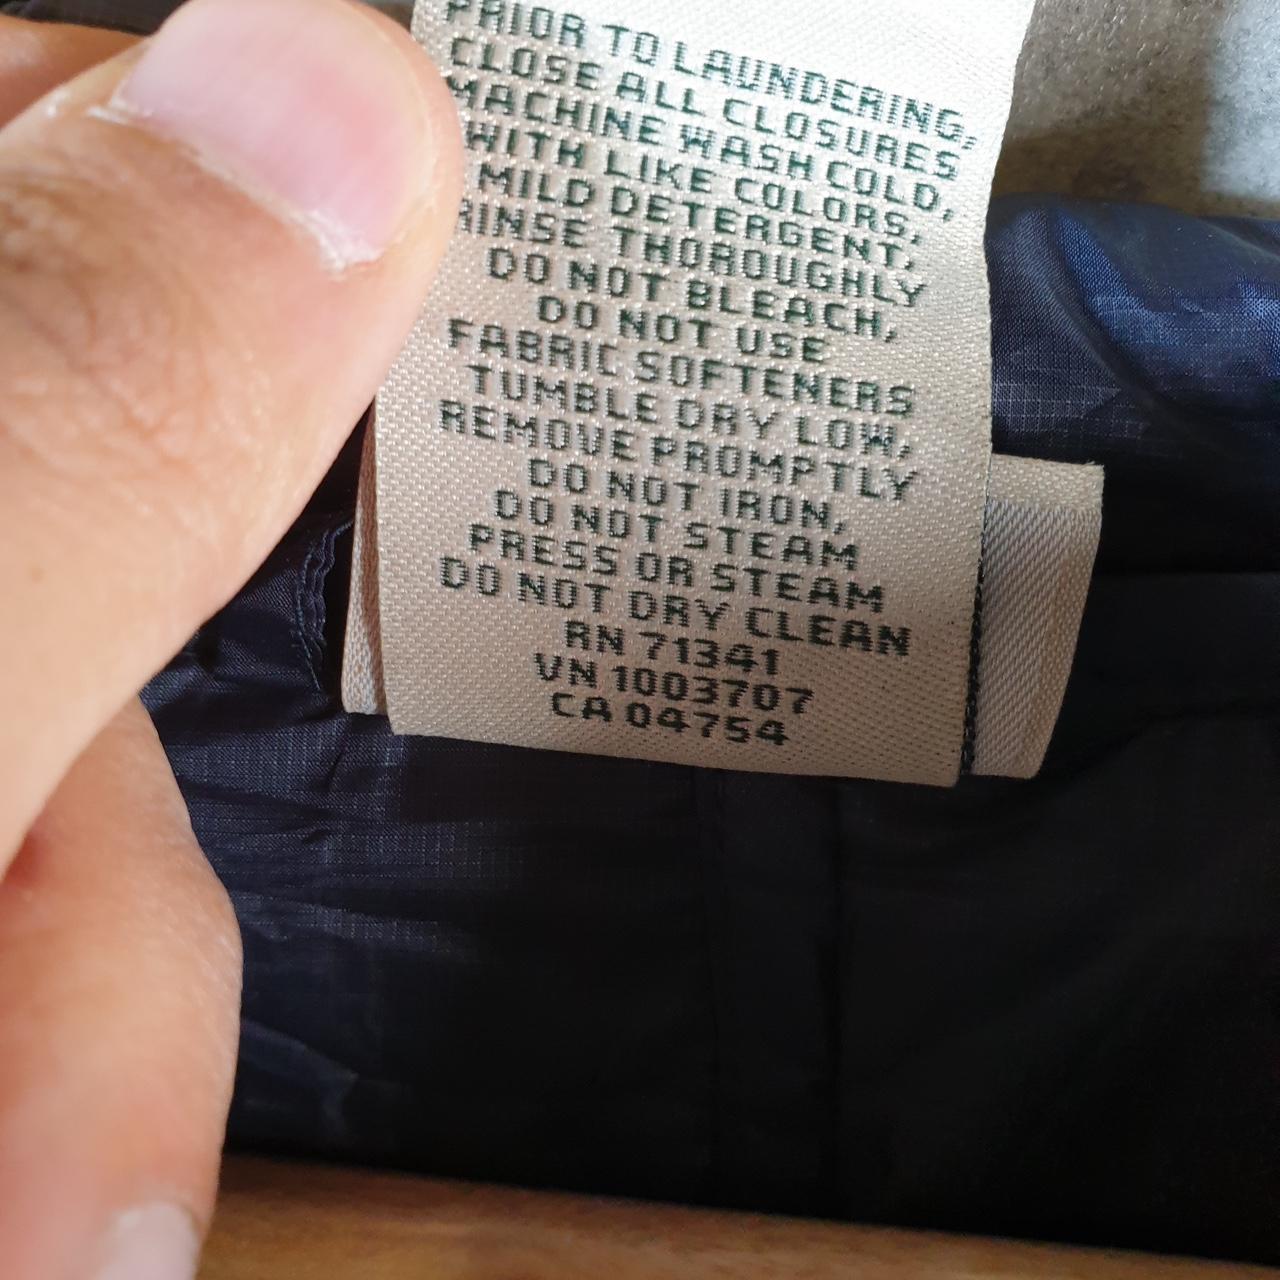 PRIOR TO LAUNDERING,
CLOSE ALL CLOSURES
MACHINE WASH COLD,
WITH LIKE COLORS,
MILD DETERGENT,
RINSE THOROUGHLY
DO NOT BLEACH,
DO NOT USE
FABRIC SOFTENERS
TUMBLE DRY LOW,
REMOVE PROMPTLY
DO NOT IRON,
DO NOT STEAM
PRESS OR STEAM
DO NOT DRY CLEAN
RN 71341
VN 1003707
CA 04754